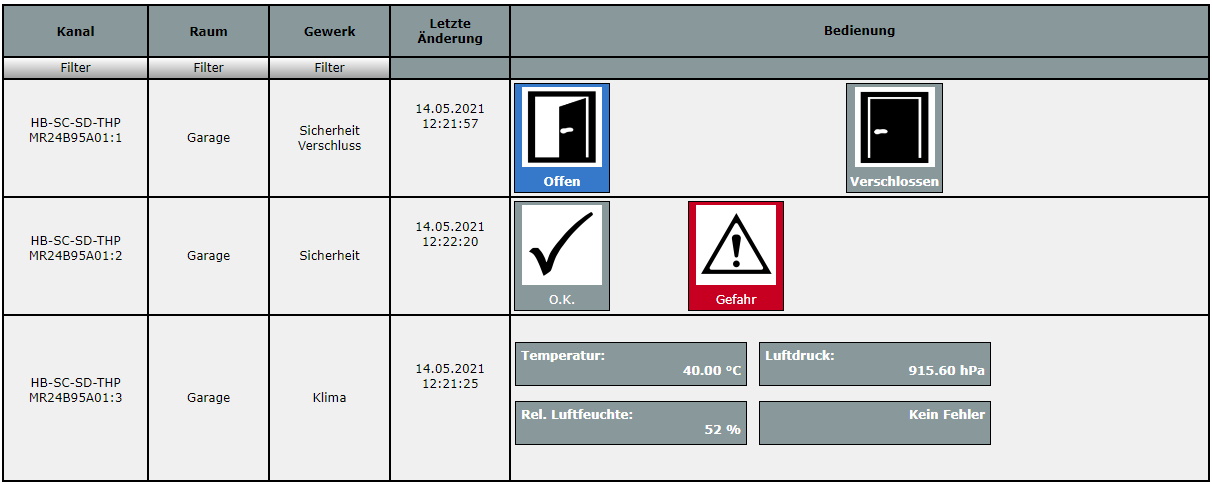 Kanal
Raum
Gewerk
Letzte
Änderung
Bedienung
Filter
Filter
Filter
HB-SC-SD-THP
MR24B95A01:1
Garage
Sicherheit
Verschluss
14.05.2021
12:21:57
Offen
Verschlossen
HB-SC-SD-THP
MR24B95A01:2
Garage
Sicherheit
14.05.2021
12:22:20
O.K.
Gefahr
HB-SC-SD-THP
MR24B95A01:3
Garage
Klima
14.05.2021
12:21:25
Temperatur:
40.00 °C
Luftdruck:
915.60 hPa
Rel. Luftfeuchte:
52 %
Kein Fehler